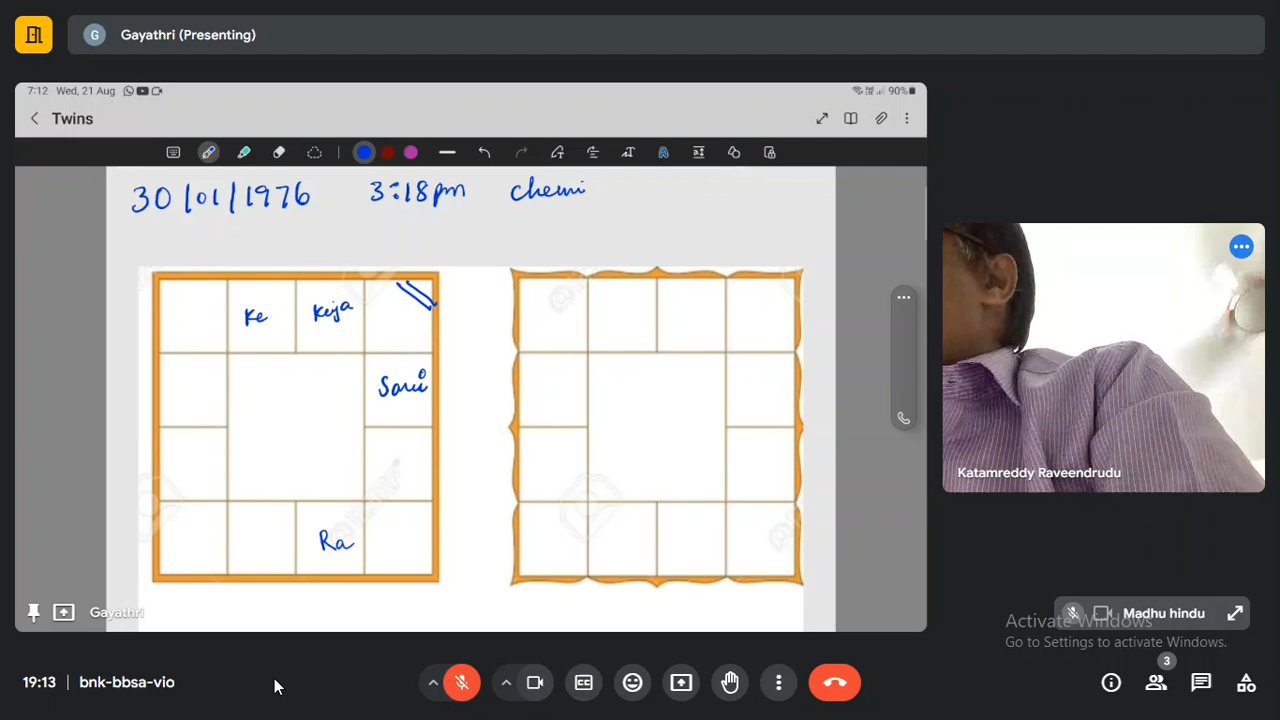 G Gayathri (Presenting)
7:12 Wed, 21 Aug 90%
Twins
30/01/1976 3:18pm chemi
Ke Kuja
Sani
Ra
Gayathri
Katamreddy Raveendrudu
Madhu hindu
Activate Windows
Go to Settings to activate Windows.
19:13 | bnk-bbsa-vio
3